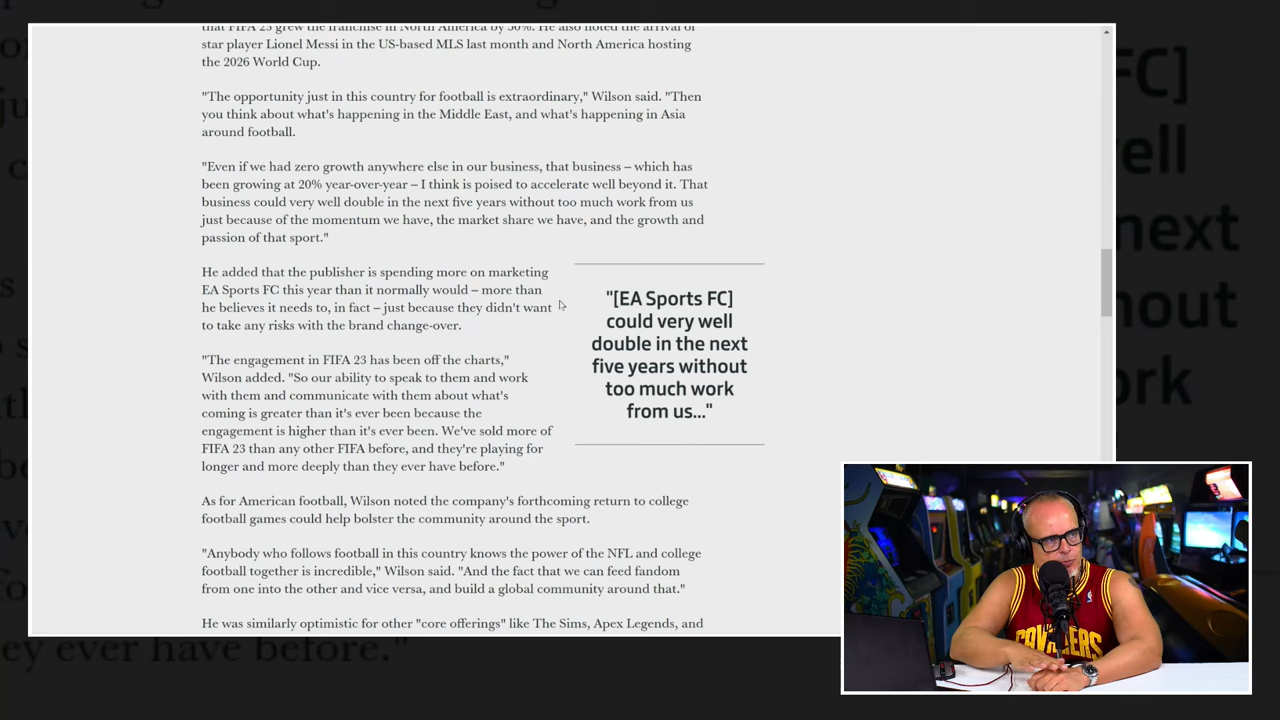 that FIFA 23 grew the franchise in North America by 50%. He also noted the arrival of
star player Lionel Messi in the US-based MLS last month and North America hosting
the 2026 World Cup.
"The opportunity just in this country for football is extraordinary," Wilson said. "Then
you think about what's happening in the Middle East, and what's happening in Asia
around football.
"Even if we had zero growth anywhere else in our business, that business – which has
been growing at 20% year-over-year – I think is poised to accelerate well beyond it. That
business could very well double in the next five years without too much work from us
just because of the momentum we have, the market share we have, and the growth and
passion of that sport."
He added that the publisher is spending more on marketing
EA Sports FC this year than it normally would – more than
he believes it needs to, in fact – just because they didn't want
to take any risks with the brand change-over.
"The engagement in FIFA 23 has been off the charts,"
Wilson added. "So our ability to speak to them and work
with them and communicate with them about what's
coming is greater than it's ever been because the
engagement is higher than it's ever been. We've sold more of
FIFA 23 than any other FIFA before, and they're playing for
longer and more deeply than they ever have before."
"[EA Sports FC]
could very well
double in the next
five years without
too much work
from us..."
As for American football, Wilson noted the company's forthcoming return to college
football games could help bolster the community around the sport.
"Anybody who follows football in this country knows the power of the NFL and college
football together is incredible," Wilson said. "And the fact that we can feed fandom
from one into the other and vice versa, and build a global community around that."
He was similarly optimistic for other "core offerings" like The Sims, Apex Legends, and
FC]
ell
next
hout
ork
ey ever have before."
CAVALIERS